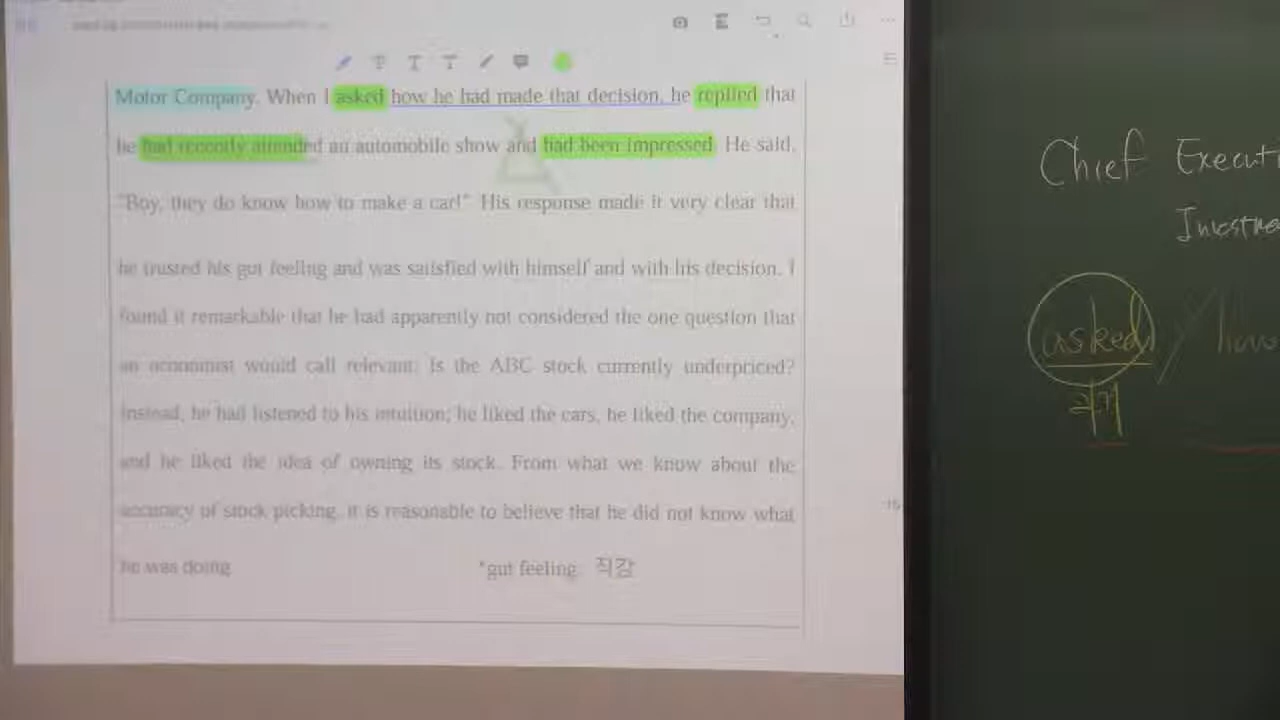 Motor Company. When I asked how he had made that decision, he replied that
he had recently attended an automobile show and had been impressed. He said,
"Boy, they do know how to make a car!" His response made it very clear that
he trusted his gut feeling and was satisfied with himself and with his decision. I
found it remarkable that he had apparently not considered the one question that
an economist would call relevant: Is the ABC stock currently underpriced?
Instead, he had listened to his intuition; he liked the cars, he liked the company,
and he liked the idea of owning its stock. From what we know about the
accuracy of stock picking, it is reasonable to believe that he did not know what
he was doing.
*gut feeling: 직감
Chief Executi
Investme
asked how
과거